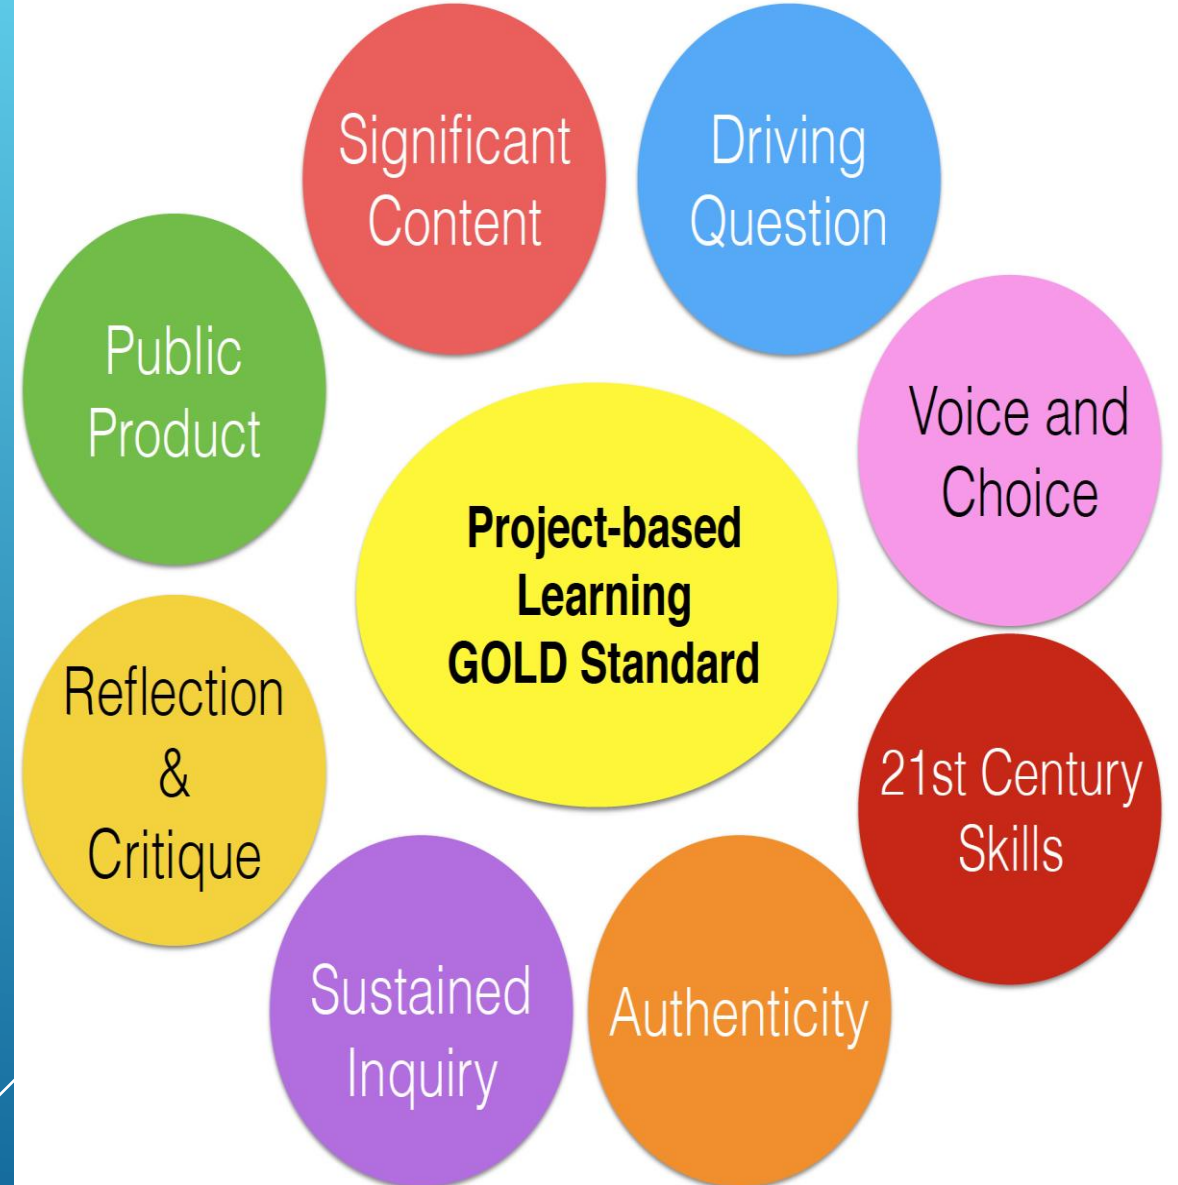 Significant
Content
Driving
Question
Voice and
Choice
21st Century
Skills
Authenticity
Sustained
Inquiry
Reflection
&
Critique
Public
Product
Project-based
Learning
GOLD Standard